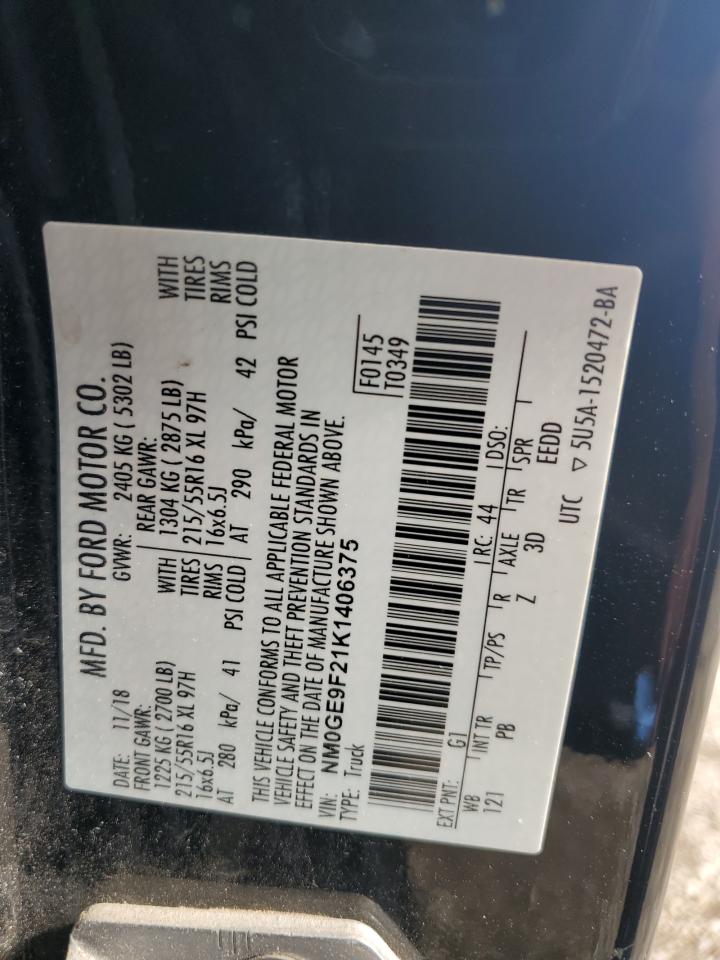 MFD. BY FORD MOTOR CO.
DATE: 11/18 GVWR: 2405 KG ( 5302 LB)
FRONT GAWR: REAR GAWR:
1225 KG ( 2700 LB) WITH 1304 KG ( 2875 LB) WITH
215/55R16 XL 97H TIRES 215/55R16 XL 97H TIRES
16x6.5J RIMS 16x6.5J RIMS
AT 280 kPa/ 41 PSI COLD AT 290 kPa/ 42 PSI COLD
THIS VEHICLE CONFORMS TO ALL APPLICABLE FEDERAL MOTOR
VEHICLE SAFETY AND THEFT PREVENTION STANDARDS IN
EFFECT ON THE DATE OF MANUFACTURE SHOWN ABOVE.
VIN: NM0GE9F21K1406375
TYPE: Truck
F0145
T0349
EXT PNT: G1 RC: 44 DSO:
WB INT TR TP/PS R AXLE TR SPR
121 PB Z 3D EEDD
UTC ▽ 5U5A-1520472-BA